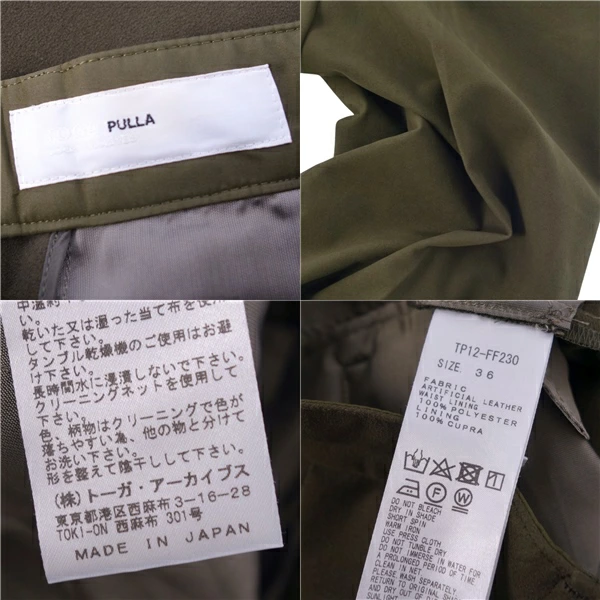 PULLA
い。
乾いた又は湿った当て布を使用
して下さい。
タンブル乾燥機のご使用はお避
け下さい。
長時間水に浸漬しないで下さい。
クリーニングネットを使用して
下さい。
色、柄物はクリーニングで色が
落ちやすい為、他の物と分けて
お洗い下さい。
形を整えて陰干しして下さい。
(株)トーガ・アーカイブス
東京都港区西麻布3-16-28
TOKI-ON 西麻布 301号
MADE IN JAPAN
TP12-FF230
SIZE. 36
FABRIC
ARTIFICIAL LEATHER
WAIST LINING
100% POLYESTER
LINING
100% CUPRA
DO NOT BLEACH
DRY IN SHADE
SHORT SPIN
WARM IRON
USE PRESS CLOTH
DO NOT TUMBLE DRY
DO NOT IMMERSE IN WATER FOR
A PROLONGED PERIOD OF TIME
CLEAN IN NET
PLEASE WASH SEPARATELY
RETURN TO ORIGINAL